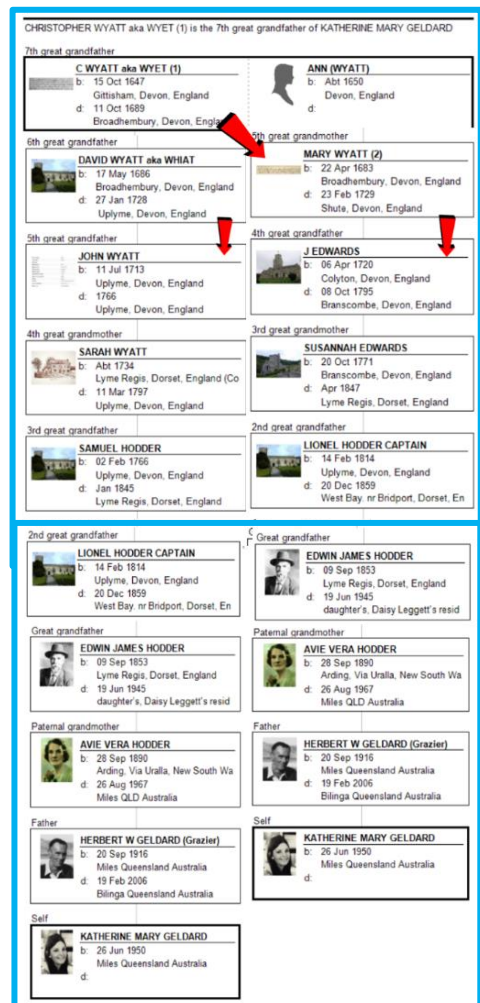 CHRISTOPHER WYATT aka WYET (1) is the 7th great grandfather of KATHERINE MARY GELDARD
7th great grandfather
C WYATT aka WYET (1)
b: 15 Oct 1647
Gittisham, Devon, England
d: 11 Oct 1689
Broadhembury, Devon, Eng
ANN (WYATT)
b: Abt 1650
Devon, England
d:
6th great grandfather
DAVID WYATT aka WHIAT
b: 17 May 1686
Broadhembury, Devon, England
d: 27 Jan 1728
Uplyme, Devon, England
5th great grandfather
JOHN WYATT
b: 11 Jul 1713
Uplyme, Devon, England
d: 1766
Uplyme, Devon, England
4th great grandmother
SARAH WYATT
b: Abt 1734
Lyme Regis, Dorset, England (Co
d: 11 Mar 1797
Uplyme, Devon, England
3rd great grandfather
SAMUEL HODDER
b: 02 Feb 1766
Uplyme, Devon, England
d: Jan 1845
Lyme Regis, Dorset, England
5th great grandmother
MARY WYATT (2)
b: 22 Apr 1683
Broadhembury, Devon, England
d: 23 Feb 1729
Shute, Devon, England
4th great grandfather
J EDWARDS
b: 06 Apr 1720
Colyton, Devon, England
d: 08 Oct 1795
Branscombe, Devon, England
3rd great grandmother
SUSANNAH EDWARDS
b: 20 Oct 1771
Branscombe, Devon, England
d: Apr 1847
Lyme Regis, Dorset, England
2nd great grandfather
LIONEL HODDER CAPTAIN
b: 14 Feb 1814
Uplyme, Devon, England
d: 20 Dec 1859
West Bay. nr Bridport, Dorset, En
2nd great grandfather
LIONEL HODDER CAPTAIN
b: 14 Feb 1814
Uplyme, Devon, England
d: 20 Dec 1859
West Bay. nr Bridport, Dorset, En
Great grandfather
EDWIN JAMES HODDER
b: 09 Sep 1853
Lyme Regis, Dorset, England
d: 19 Jun 1945
daughter's, Daisy Leggett's resid
Paternal grandmother
AVIE VERA HODDER
b: 28 Sep 1890
Arding, Via Uralla, New South Wa
d: 26 Aug 1967
Miles QLD Australia
Father
HERBERT W GELDARD (Grazier)
b: 20 Sep 1916
Miles Queensland Australia
d: 19 Feb 2006
Bilinga Queensland Australia
Self
KATHERINE MARY GELDARD
b: 26 Jun 1950
Miles Queensland Australia
d:
Great grandfather
EDWIN JAMES HODDER
b: 09 Sep 1853
Lyme Regis, Dorset, England
d: 19 Jun 1945
daughter's, Daisy Leggett's resid
Paternal grandmother
AVIE VERA HODDER
b: 28 Sep 1890
Arding, Via Uralla, New South Wa
d: 26 Aug 1967
Miles QLD Australia
Father
HERBERT W GELDARD (Grazier)
b: 20 Sep 1916
Miles Queensland Australia
d: 19 Feb 2006
Bilinga Queensland Australia
Self
KATHERINE MARY GELDARD
b: 26 Jun 1950
Miles Queensland Australia
d: